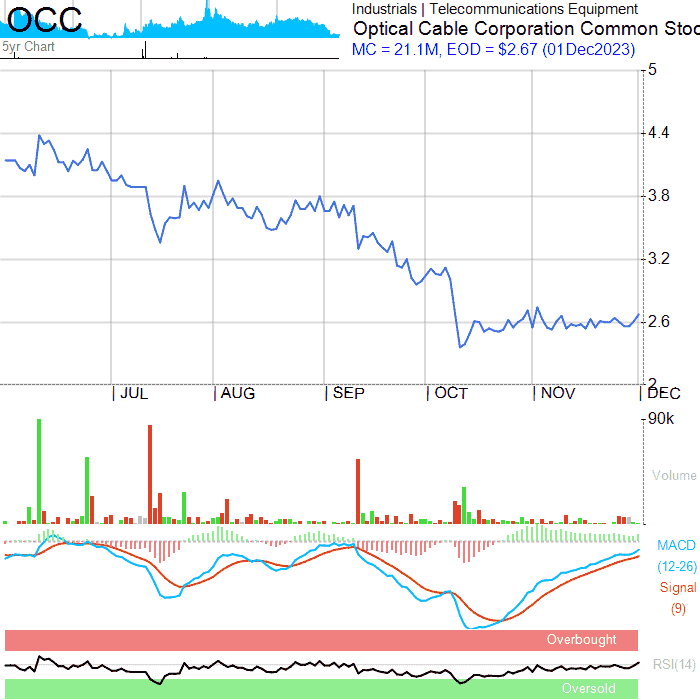 OCC
Industrials | Telecommunications Equipment
Optical Cable Corporation Common Stoc
5yr Chart
MC = 21.1M, EOD = $2.67 (01Dec2023)
5
4.4
3.8
3.2
2.6
2
JUL AUG SEP OCT NOV DEC
90k
Volume
MACD
(12-26)
Signal
(9)
Overbought
RSI(14)
Oversold